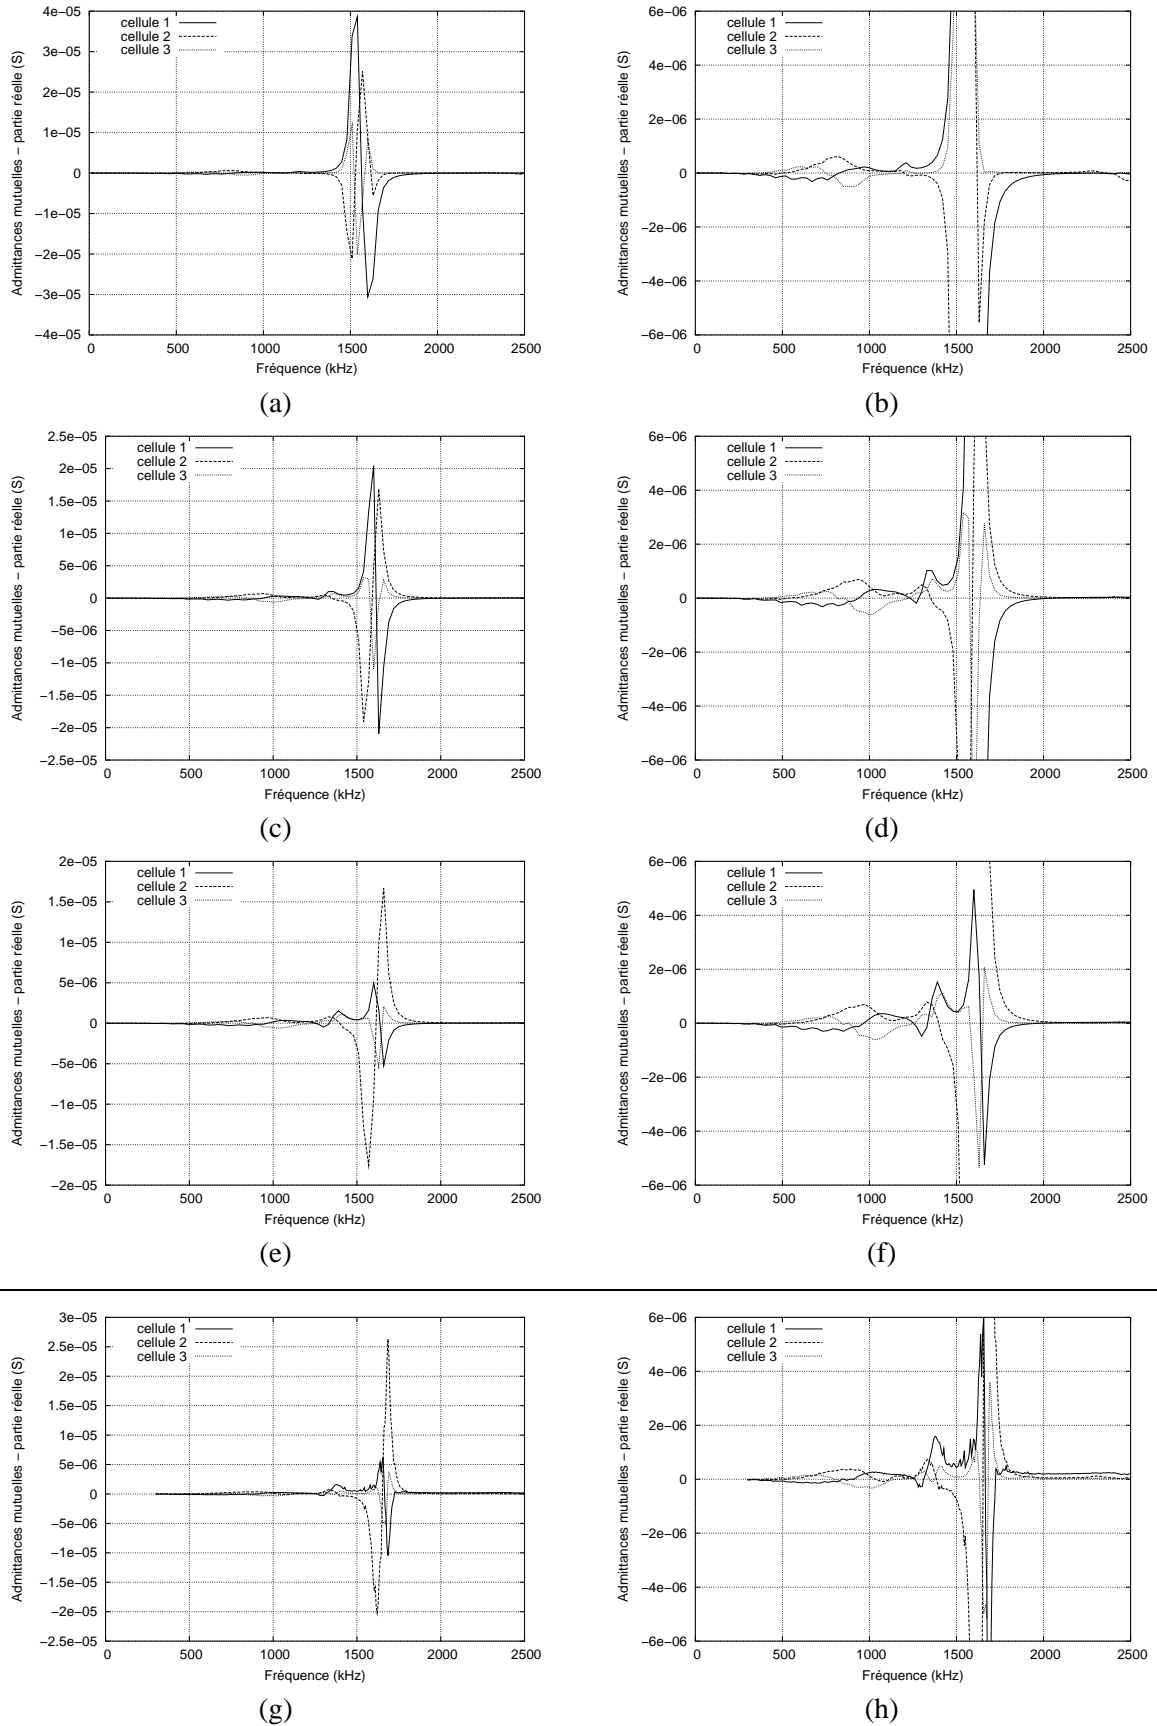 Admittances mutuelles − partie réelle (S)
4e−05
3e−05
2e−05
1e−05
0
−1e−05
−2e−05
−3e−05
−4e−05
cellule 1
cellule 2
cellule 3
0 500 1000 1500 2000 2500
Fréquence (kHz)
(a)
Admittances mutuelles − partie réelle (S)
6e−06
4e−06
2e−06
0
−2e−06
−4e−06
−6e−06
cellule 1
cellule 2
cellule 3
0 500 1000 1500 2000 2500
Fréquence (kHz)
(b)
Admittances mutuelles − partie réelle (S)
2.5e−05
2e−05
1.5e−05
1e−05
5e−06
0
−5e−06
−1e−05
−1.5e−05
−2e−05
−2.5e−05
cellule 1
cellule 2
cellule 3
0 500 1000 1500 2000 2500
Fréquence (kHz)
(c)
Admittances mutuelles − partie réelle (S)
6e−06
4e−06
2e−06
0
−2e−06
−4e−06
−6e−06
cellule 1
cellule 2
cellule 3
0 500 1000 1500 2000 2500
Fréquence (kHz)
(d)
Admittances mutuelles − partie réelle (S)
2e−05
1.5e−05
1e−05
5e−06
0
−5e−06
−1e−05
−1.5e−05
−2e−05
cellule 1
cellule 2
cellule 3
0 500 1000 1500 2000 2500
Fréquence (kHz)
(e)
Admittances mutuelles − partie réelle (S)
6e−06
4e−06
2e−06
0
−2e−06
−4e−06
−6e−06
cellule 1
cellule 2
cellule 3
0 500 1000 1500 2000 2500
Fréquence (kHz)
(f)
Admittances mutuelles − partie réelle (S)
3e−05
2.5e−05
2e−05
1.5e−05
1e−05
5e−06
0
−5e−06
−1e−05
−1.5e−05
−2e−05
−2.5e−05
cellule 1
cellule 2
cellule 3
0 500 1000 1500 2000 2500
Fréquence (kHz)
(g)
Admittances mutuelles − partie réelle (S)
6e−06
4e−06
2e−06
0
−2e−06
−4e−06
−6e−06
cellule 1
cellule 2
cellule 3
0 500 1000 1500 2000 2500
Fréquence (kHz)
(h)